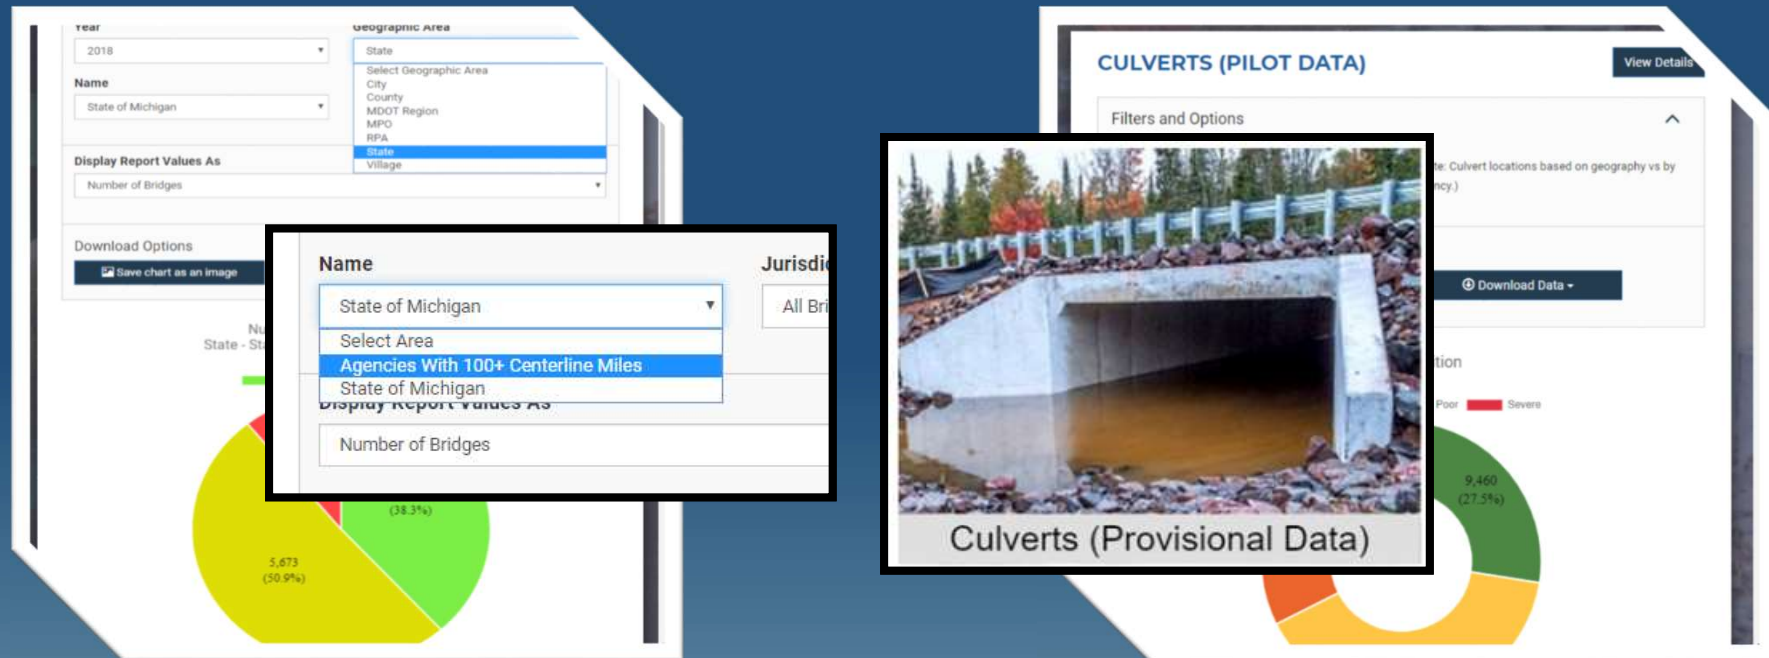 Year
Geographic Area
2018
State
Select Geographic Area
City
County
MDOT Region
MPO
RPA
State
Village
Name
State of Michigan
Display Report Values As
Number of Bridges
Download Options
Save chart as an image
State
(38.3%)
5,673
(50.9%)
Name
State of Michigan
Select Area
Agencies With 100+ Centerline Miles
State of Michigan
Display Report Values As
Number of Bridges
All
CULVERTS (PILOT DATA)
View Details
Filters and Options
Culvert locations based on geography vs by
Download Data
Poor
Severe
9,460
(27.5%)
Culverts (Provisional Data)